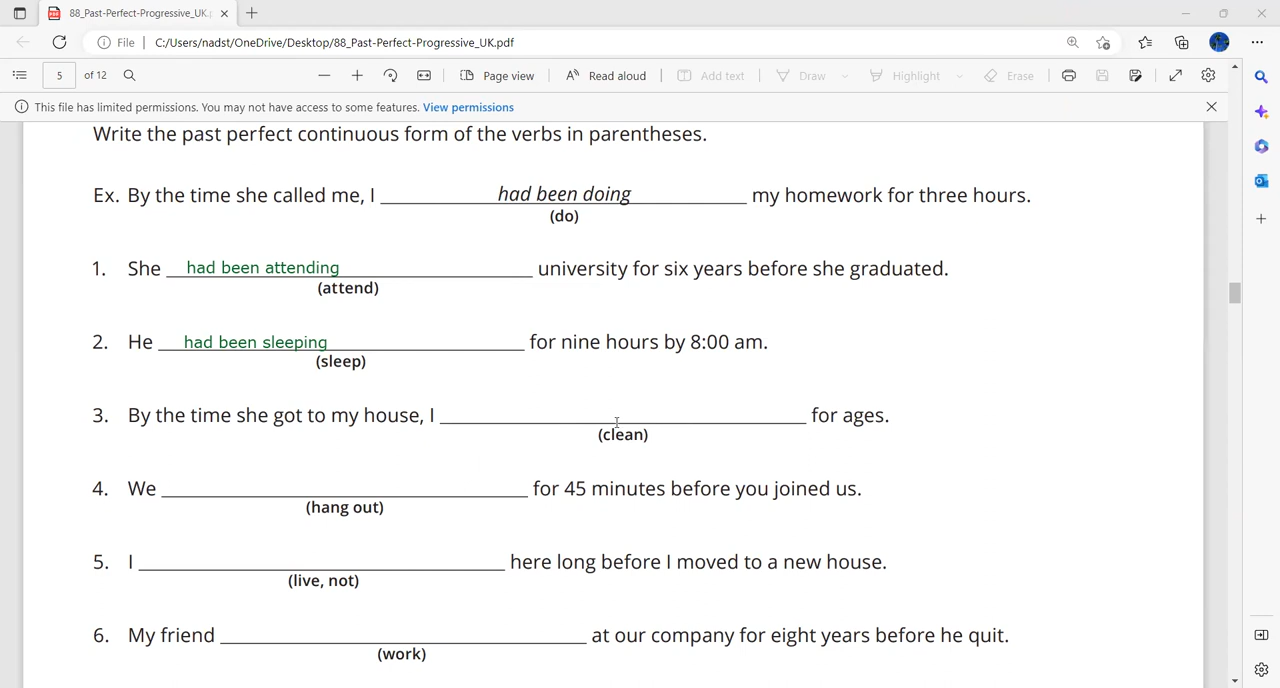 88_Past-Perfect-Progressive_UK.p
File C:/Users/nadst/OneDrive/Desktop/88_Past-Perfect-Progressive_UK.pdf
5 of 12 Page view Read aloud Add text Draw Highlight Erase
This file has limited permissions. You may not have access to some features. View permissions
Write the past perfect continuous form of the verbs in parentheses.
Ex. By the time she called me, I had been doing my homework for three hours.
(do)
1. She had been attending university for six years before she graduated.
(attend)
2. He had been sleeping for nine hours by 8:00 am.
(sleep)
3. By the time she got to my house, I for ages.
(clean)
4. We for 45 minutes before you joined us.
(hang out)
5. I here long before I moved to a new house.
(live, not)
6. My friend at our company for eight years before he quit.
(work)